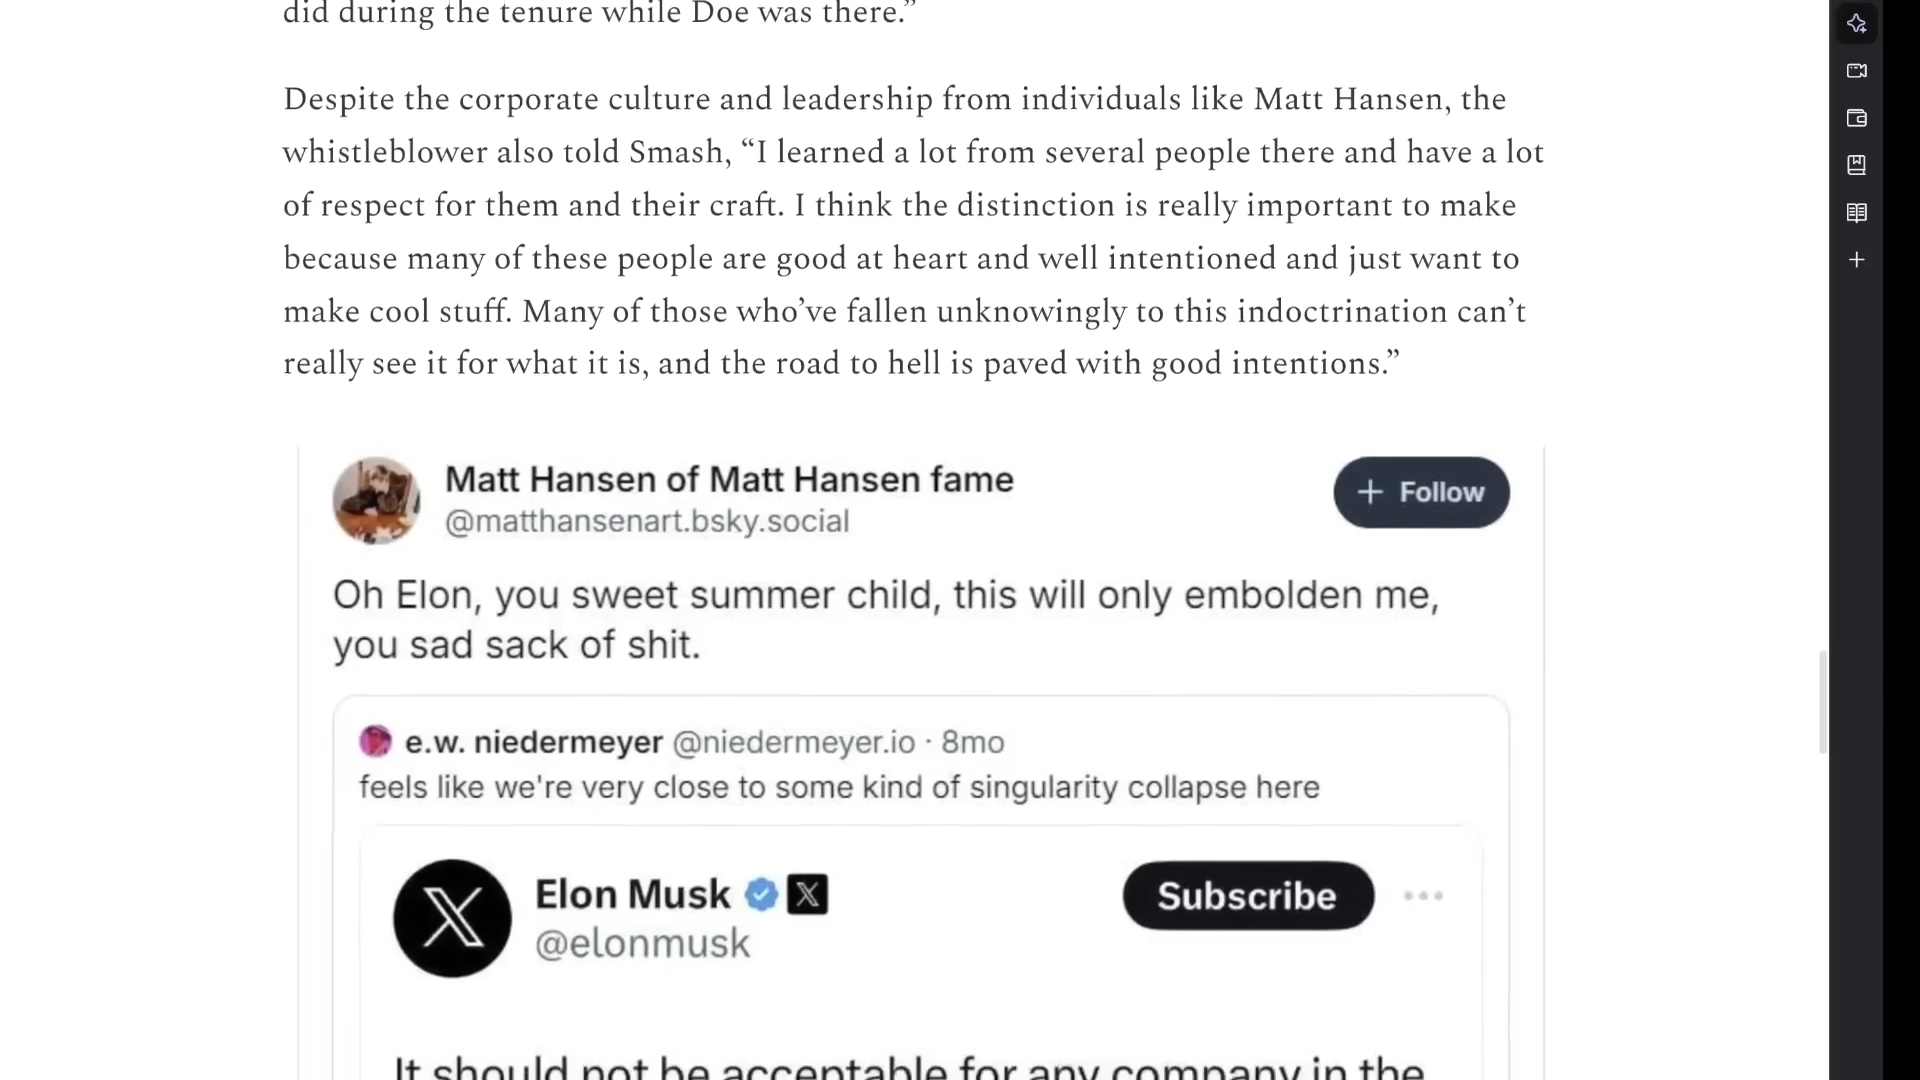 did during the tenure while Doe was there.”
Despite the corporate culture and leadership from individuals like Matt Hansen, the
whistleblower also told Smash, “I learned a lot from several people there and have a lot
of respect for them and their craft. I think the distinction is really important to make
because many of these people are good at heart and well intentioned and just want to
make cool stuff. Many of those who’ve fallen unknowingly to this indoctrination can’t
really see it for what it is, and the road to hell is paved with good intentions.”
Matt Hansen of Matt Hansen fame
@matthansenart.bsky.social
+ Follow
Oh Elon, you sweet summer child, this will only embolden me,
you sad sack of shit.
e.w. niedermeyer @niedermeyer.io · 8mo
feels like we're very close to some kind of singularity collapse here
Elon Musk
@elonmusk
Subscribe
It should not be acceptable for any company in the